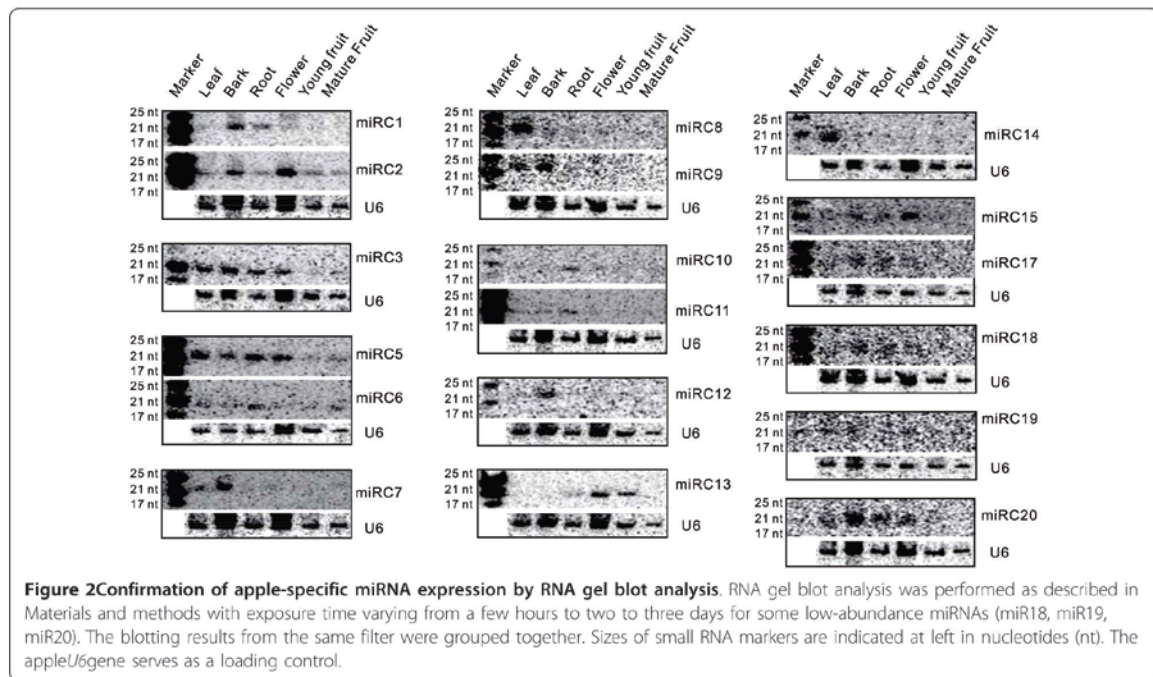 Marker Leaf Bark Root Flower Young fruit Mature Fruit
25 nt
21 nt miRC1
17 nt
25 nt
21 nt miRC2
17 nt
U6
25 nt
21 nt miRC3
17 nt
U6
25 nt
21 nt miRC5
17 nt
25 nt
21 nt miRC6
17 nt
U6
25 nt
21 nt miRC7
17 nt
U6
Marker Leaf Bark Root Flower Young fruit Mature Fruit
25 nt
21 nt miRC8
17 nt
25 nt
21 nt miRC9
17 nt
U6
25 nt
21 nt miRC10
17 nt
25 nt
21 nt miRC11
17 nt
U6
25 nt
21 nt miRC12
17 nt
U6
25 nt
21 nt miRC13
17 nt
U6
Marker Leaf Bark Root Flower Young fruit Mature Fruit
25 nt
21 nt miRC14
17 nt
U6
25 nt
21 nt miRC15
17 nt
25 nt
21 nt miRC17
17 nt
U6
25 nt
21 nt miRC18
17 nt
U6
25 nt
21 nt miRC19
17 nt
U6
25 nt
21 nt miRC20
17 nt
U6
Figure 2Confirmation of apple-specific miRNA expression by RNA gel blot analysis. RNA gel blot analysis was performed as described in
Materials and methods with exposure time varying from a few hours to two to three days for some low-abundance miRNAs (miR18, miR19,
miR20). The blotting results from the same filter were grouped together. Sizes of small RNA markers are indicated at left in nucleotides (nt). The
appleU6gene serves as a loading control.